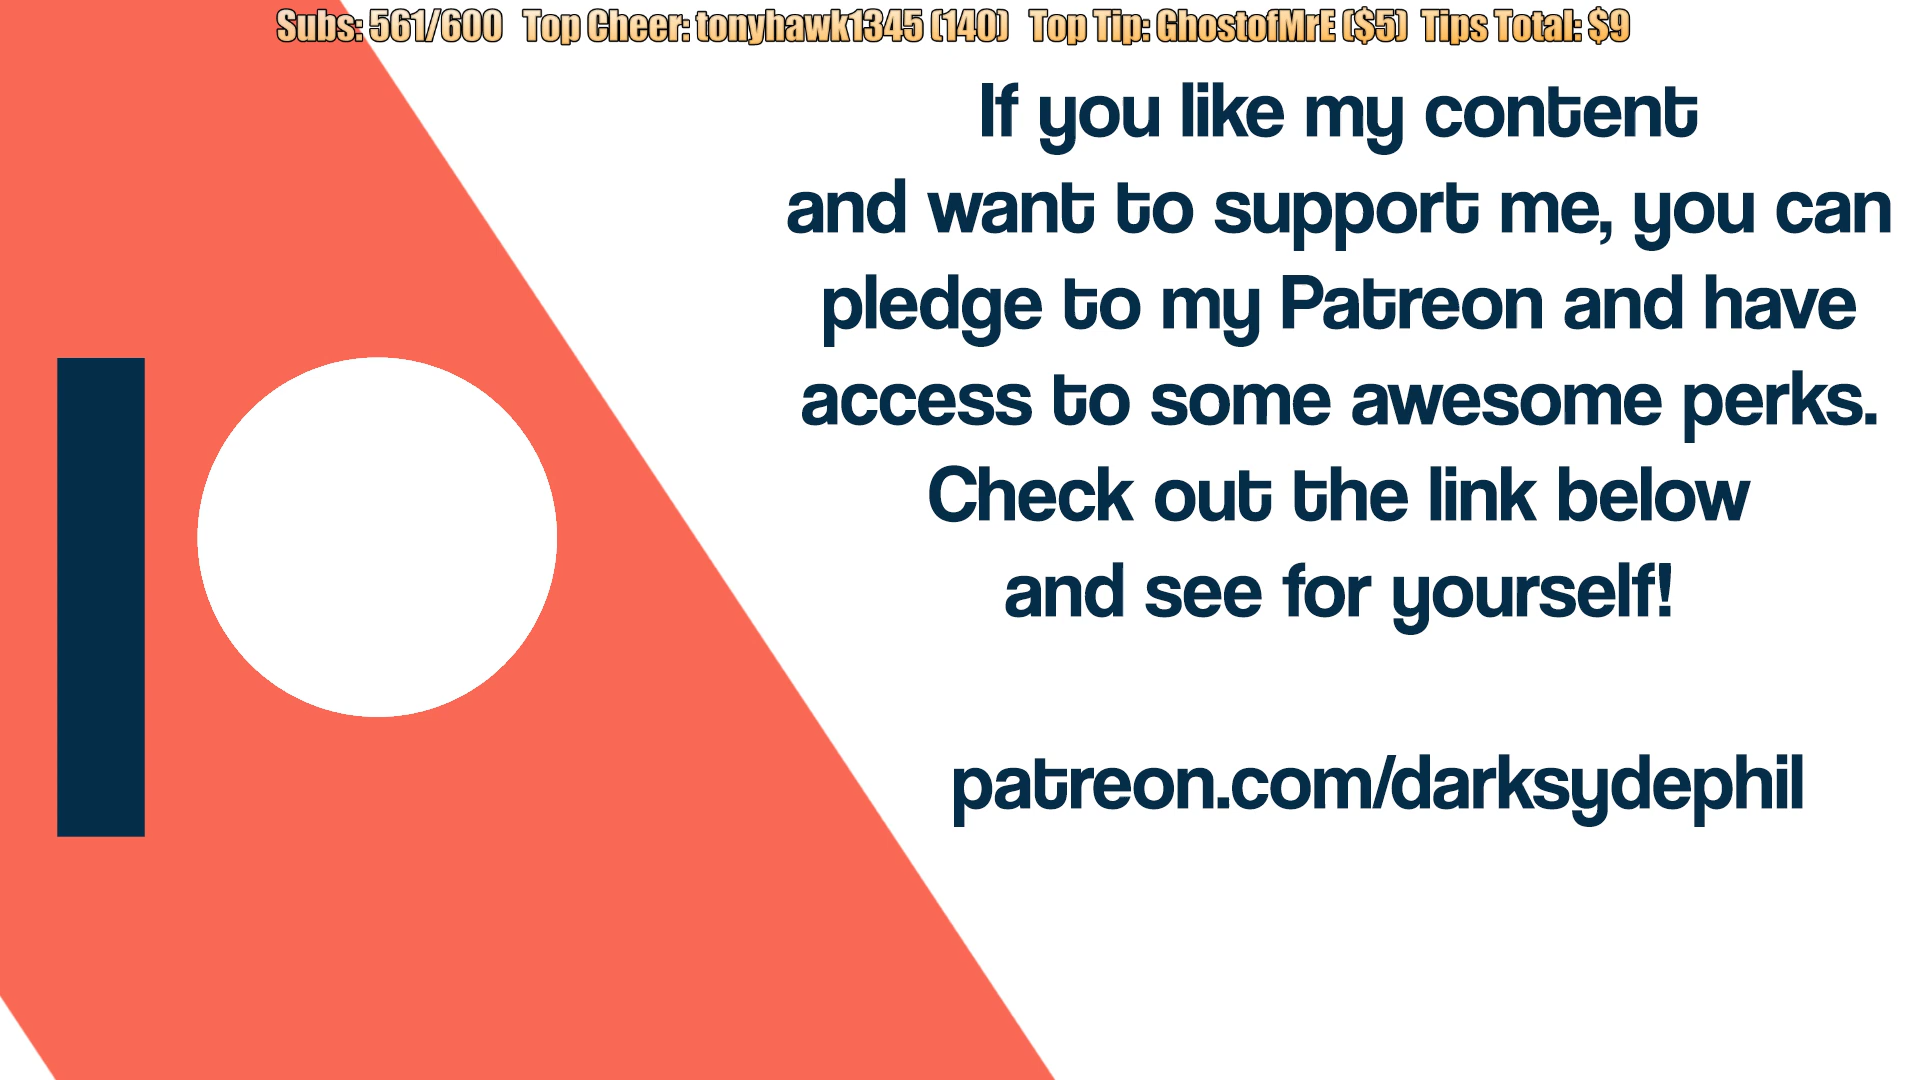 Subs: 561/600 Top Cheer: tonyhawk1345 (140) Top Tip: GhostofMrE ($5) Tips Total: $9
If you like my content
and want to support me, you can
pledge to my Patreon and have
access to some awesome perks.
Check out the link below
and see for yourself!
patreon.com/darksydephil